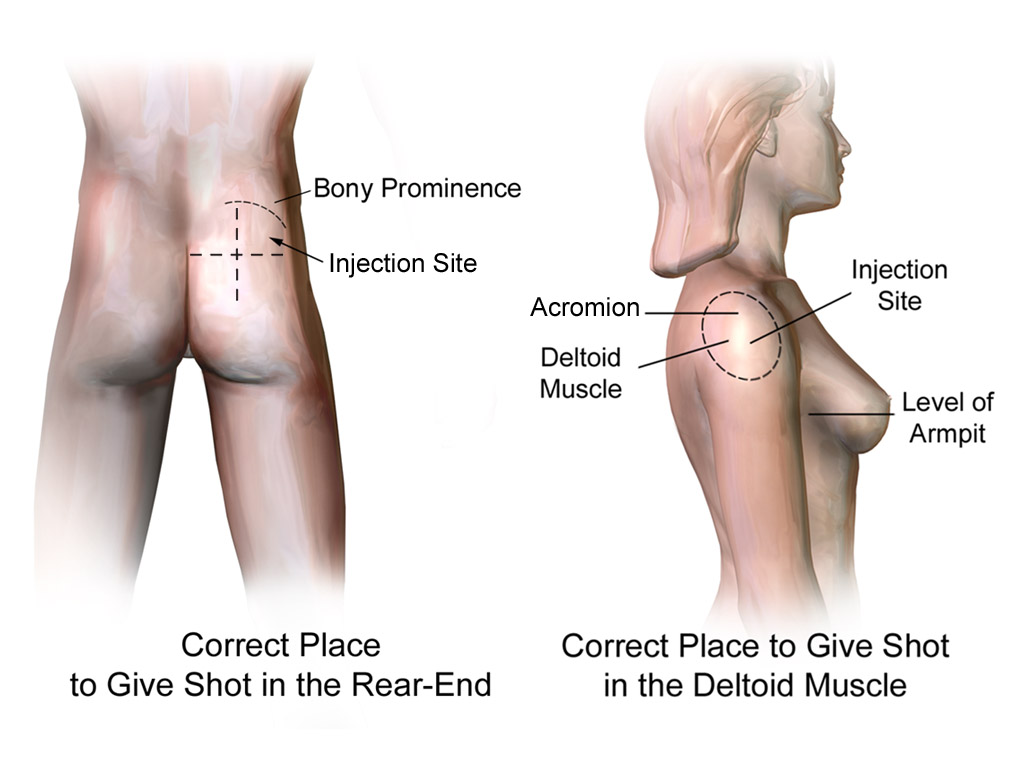 Bony Prominence
Injection Site
Correct Place
to Give Shot in the Rear-End
Injection
Site
Acromion
Deltoid
Muscle
Level of
Armpit
Correct Place to Give Shot
in the Deltoid Muscle